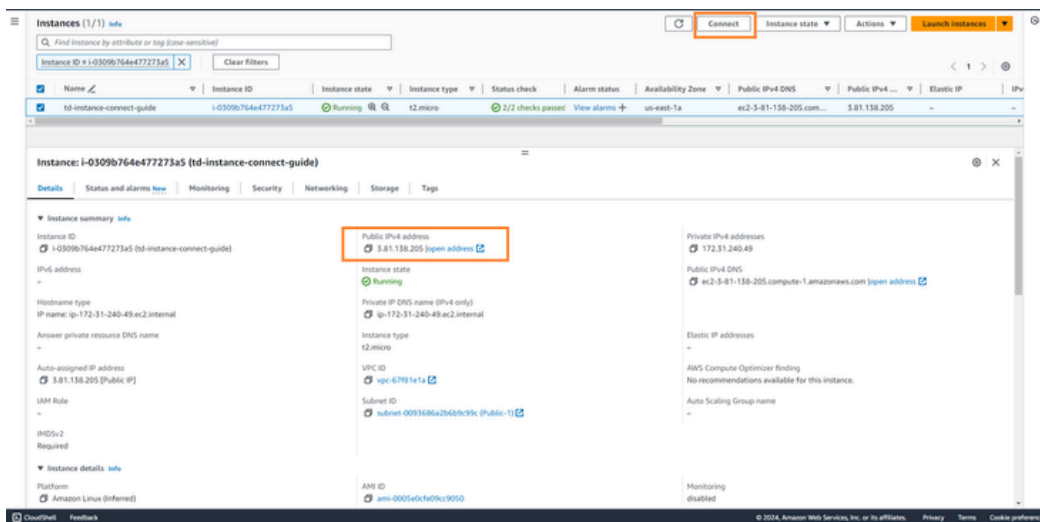 Instances (1/1) Info
Connect
Instance state ▼
Actions ▼
Launch instances ▼
Find Instance by attribute or tag (case-sensitive)
Instance ID = i-0309b764e477273a5 X
Clear filters
< 1 >
Name Instance ID Instance state Instance type Status check Alarm status Availability Zone Public IPv4 DNS Public IPv4 ... Elastic IP IPv
td-instance-connect-guide i-0309b764e477273a5 Running t2.micro 2/2 checks passed View alarms + us-east-1a ec2-3-81-138-205.com... 3.81.138.205 – –
Instance: i-0309b764e477273a5 (td-instance-connect-guide)
Details Status and alarms New Monitoring Security Networking Storage Tags
▼ Instance summary Info
Instance ID
i-0309b764e477273a5 (td-instance-connect-guide)
Public IPv4 address
3.81.138.205 |open address
Private IPv4 addresses
172.31.240.49
IPv6 address
–
Instance state
Running
Public IPv4 DNS
ec2-3-81-138-205.compute-1.amazonaws.com |open address
Hostname type
IP name: ip-172-31-240-49.ec2.internal
Private IP DNS name (IPv4 only)
ip-172-31-240-49.ec2.internal
Answer private resource DNS name
–
Instance type
t2.micro
Elastic IP addresses
–
Auto-assigned IP address
3.81.138.205 [Public IP]
VPC ID
vpc-67f81e1a
AWS Compute Optimizer finding
No recommendations available for this instance.
IAM Role
–
Subnet ID
subnet-0093686a2b6b9c99c (Public-1)
Auto Scaling Group name
–
IMDSv2
Required
▼ Instance details Info
Platform
Amazon Linux (Inferred)
AMI ID
ami-0005e0cfe09cc9050
Monitoring
disabled
CloudShell Feedback
© 2024, Amazon Web Services, Inc. or its affiliates. Privacy Terms Cookie preferenc